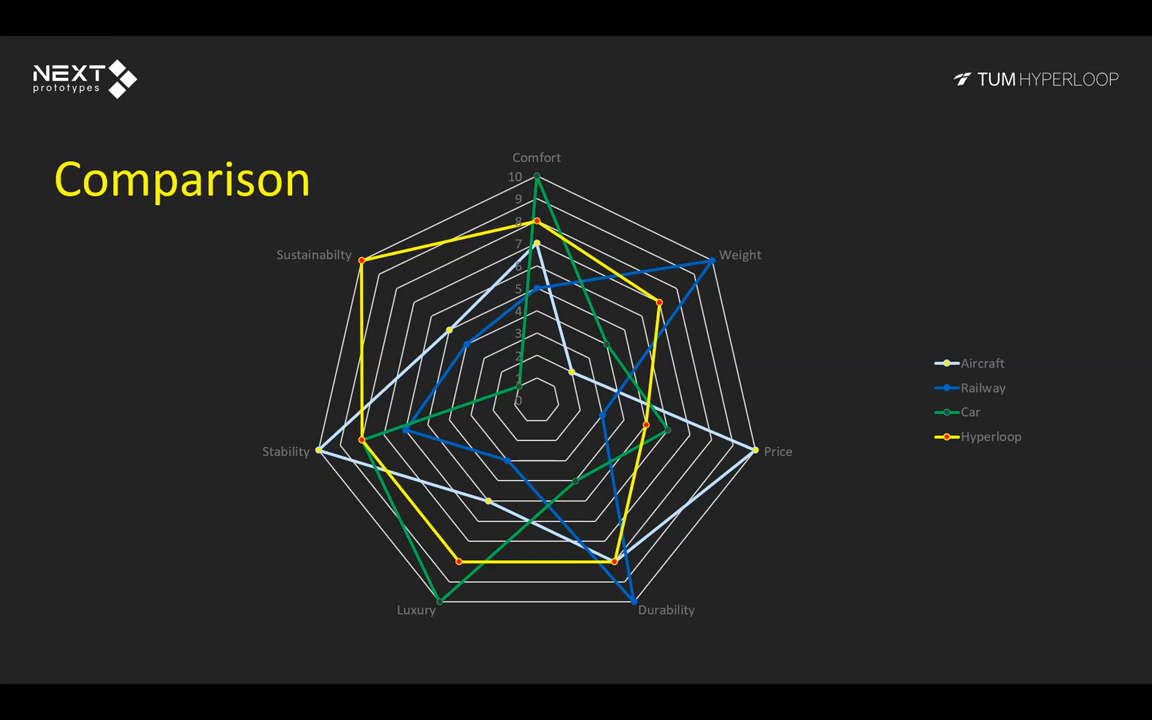 NEXT
prototypes
TUM HYPERLOOP
Comparison
Comfort
10
9
8
7
6
5
4
3
2
1
0
Sustainabilty
Weight
Stability
Price
Luxury
Durability
Aircraft
Railway
Car
Hyperloop